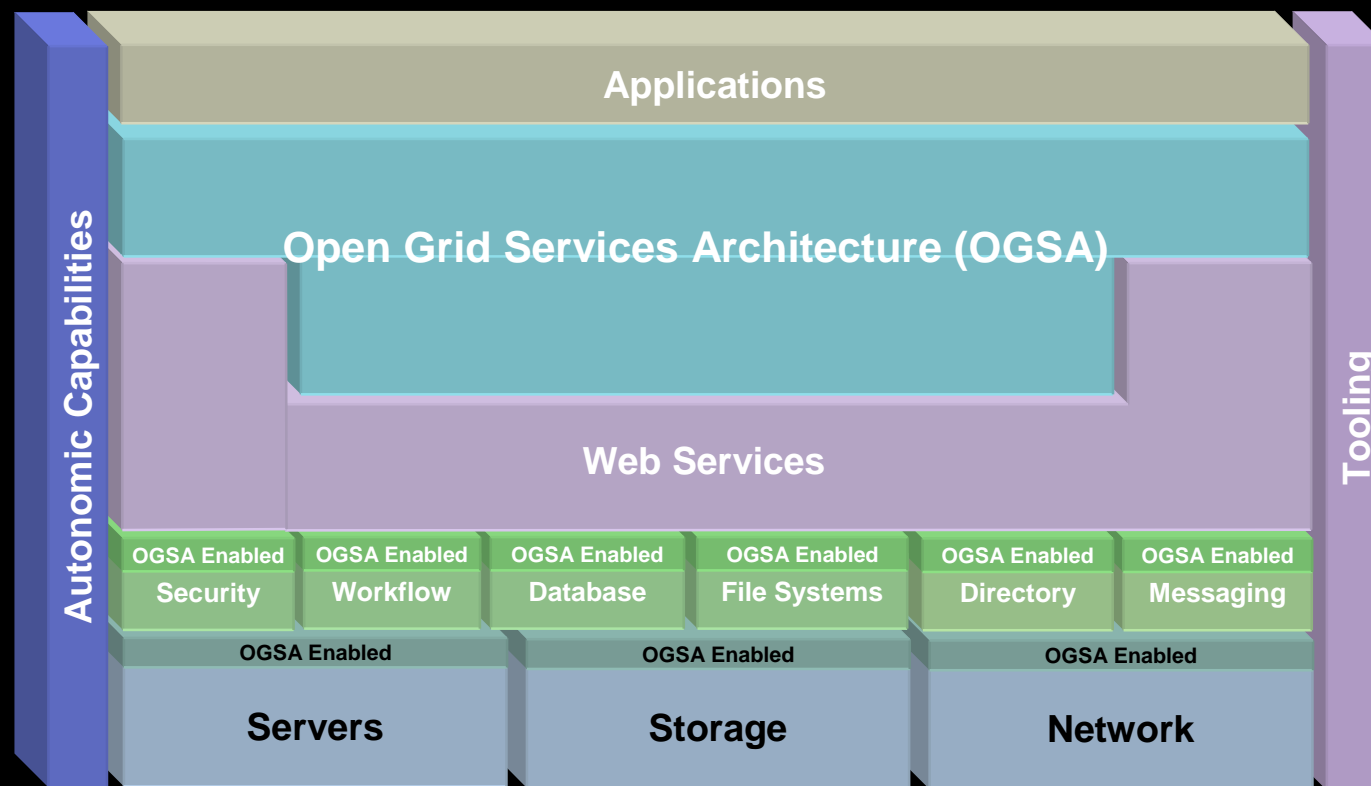 Applications
Autonomic Capabilities
Open Grid Services Architecture (OGSA)
Tooling
Web Services
OGSA Enabled
OGSA Enabled
OGSA Enabled
OGSA Enabled
OGSA Enabled
OGSA Enabled
Security
Workflow
Database
File Systems
Directory
Messaging
OGSA Enabled
OGSA Enabled
OGSA Enabled
Servers
Storage
Network